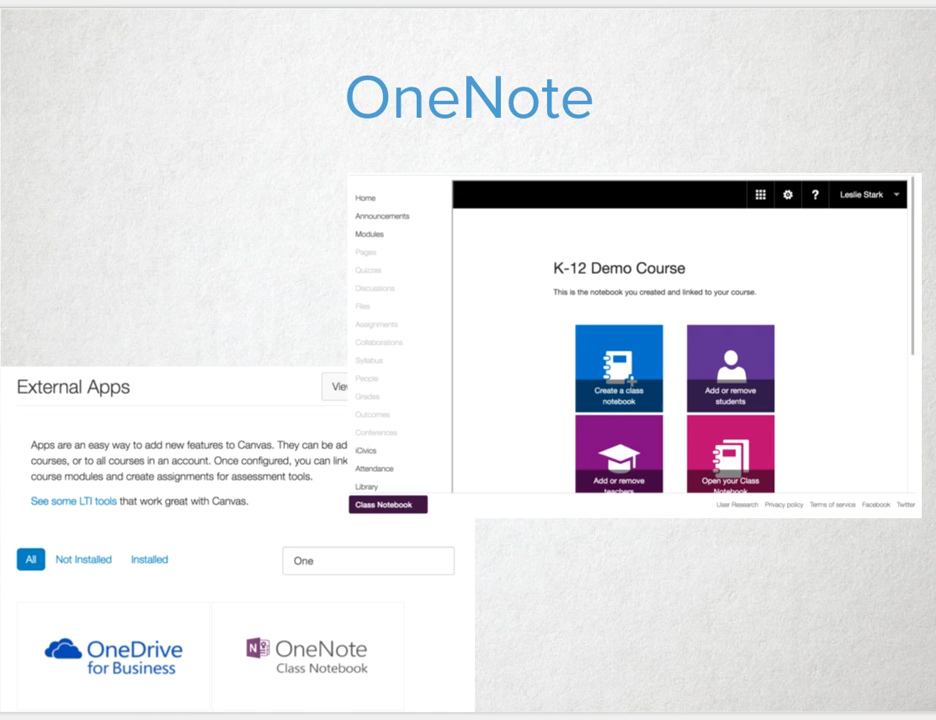 OneNote
Home
Announcements
Modules
Pages
Quizzes
Discussions
Files
Assignments
Collaborations
Syllabus
People
Grades
Outcomes
Conferences
iCivics
Attendance
Library
Class Notebook
?
Leslie Stark
K-12 Demo Course
This is the notebook you created and linked to your course.
Create a class
notebook
Add or remove
students
Add or remove
teachers
Open your Class
Notebook
User Research Privacy policy Terms of service Facebook Twitter
External Apps
Apps are an easy way to add new features to Canvas. They can be ad
courses, or to all courses in an account. Once configured, you can link
course modules and create assignments for assessment tools.
See some LTI tools that work great with Canvas.
All Not Installed Installed
One
OneDrive
for Business
N
OneNote
Class Notebook